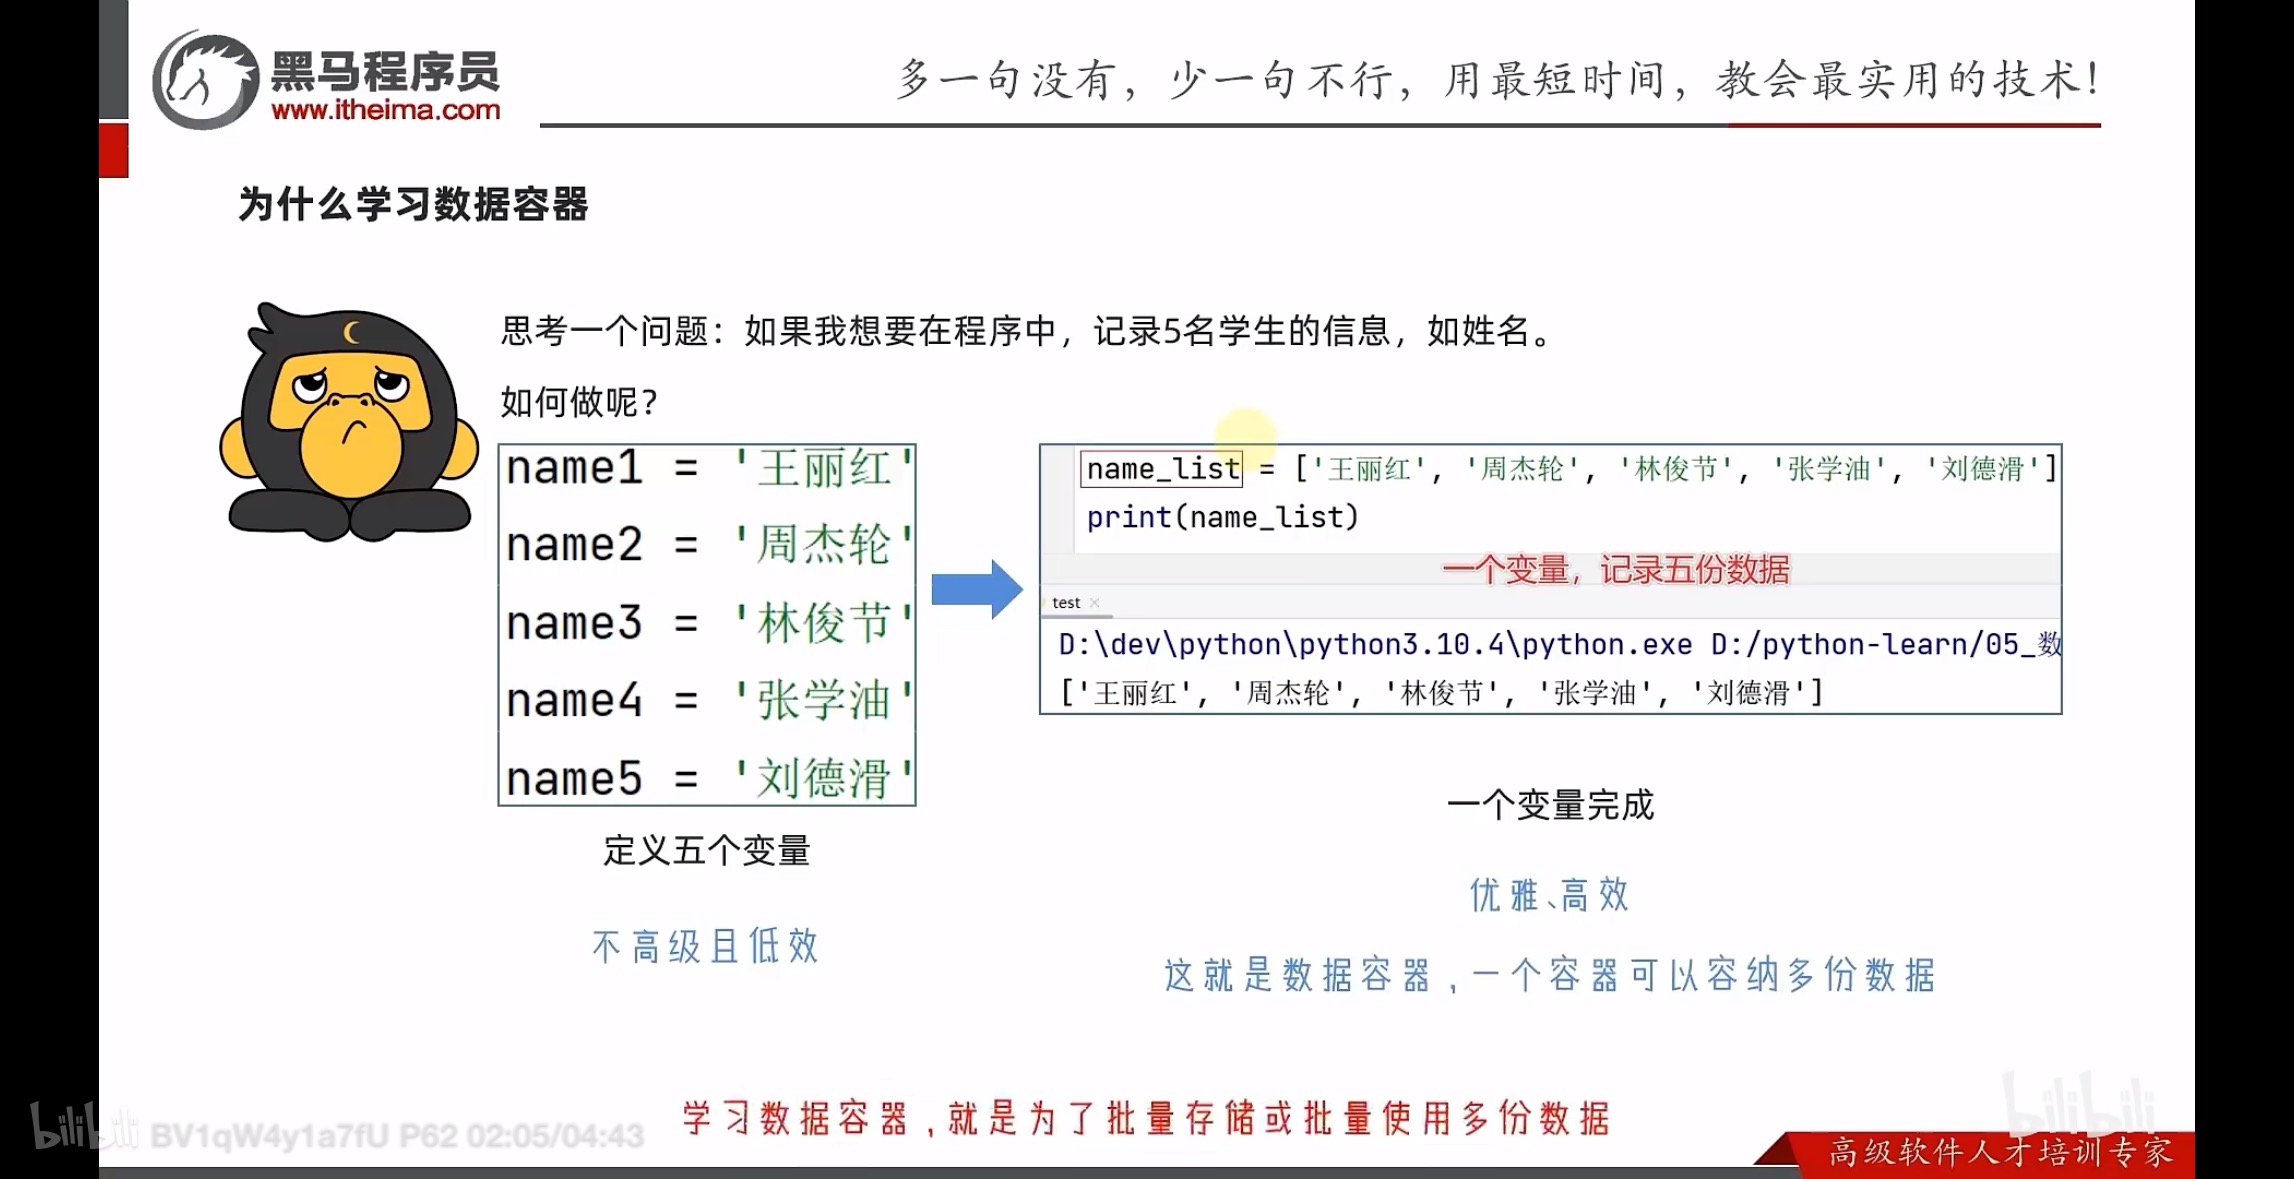 黑马程序员
www.itheima.com
多一句没有，少一句不行，用最短时间，教会最实用的技术！
为什么学习数据容器
思考一个问题：如果我想要在程序中，记录5名学生的信息，如姓名。
如何做呢？
name1 = '王丽红'
name2 = '周杰轮'
name3 = '林俊节'
name4 = '张学油'
name5 = '刘德滑'
定义五个变量
不高级且低效
name_list = ['王丽红', '周杰轮', '林俊节', '张学油', '刘德滑']
print(name_list)
一个变量，记录五份数据
test
D:\dev\python\python3.10.4\python.exe D:/python-learn/05_数
['王丽红', '周杰轮', '林俊节', '张学油', '刘德滑']
一个变量完成
优雅、高效
这就是数据容器，一个容器可以容纳多份数据
学习数据容器，就是为了批量存储或批量使用多份数据
bilibili BV1qW4y1a7fU P62 02:05/04:43
bilibili
高级软件人才培训专家